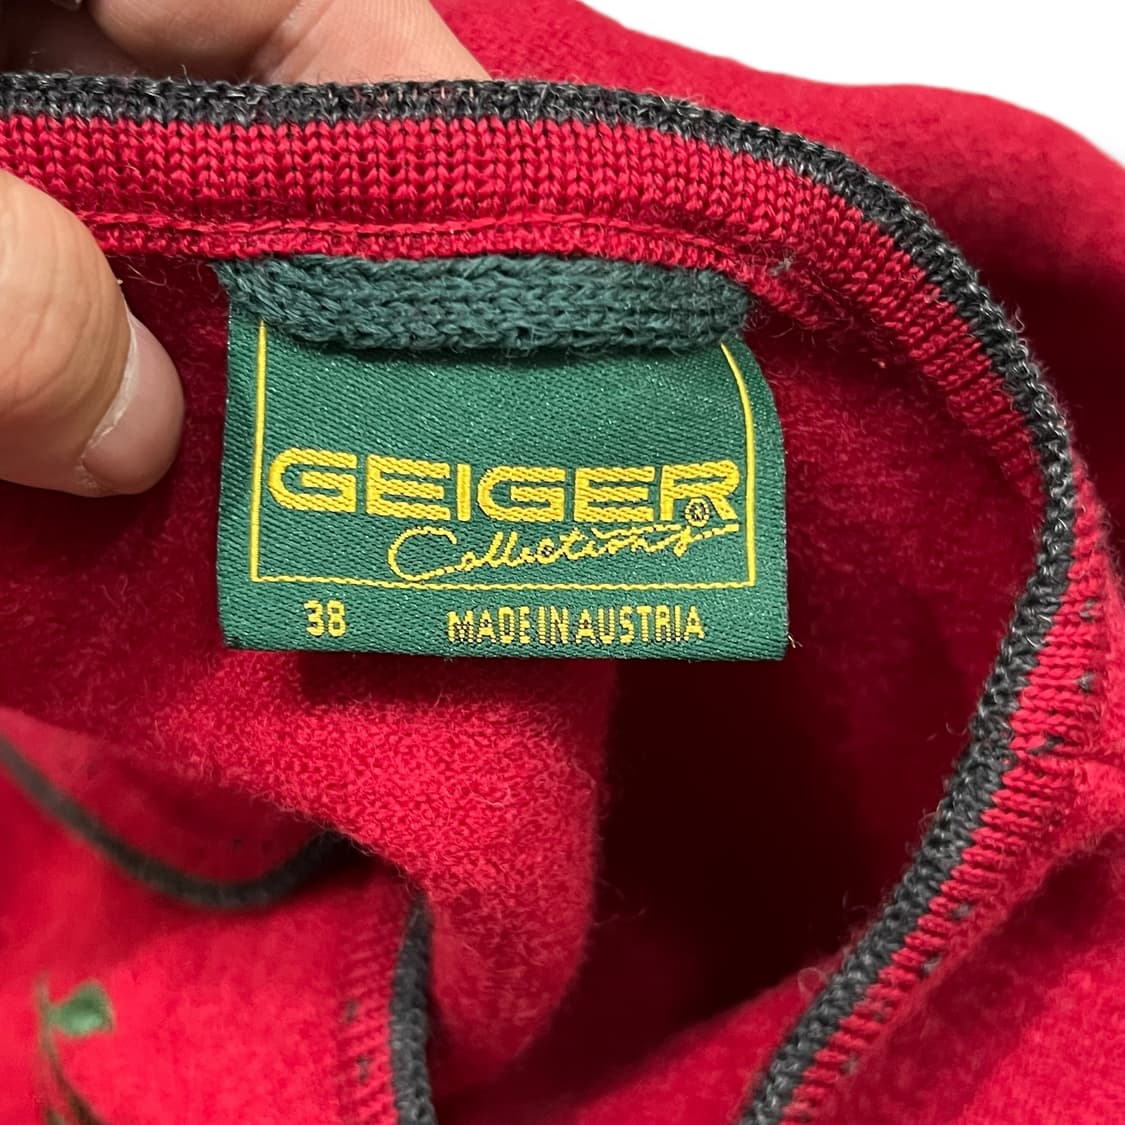 GEIGER®
Collections
38 MADE IN AUSTRIA